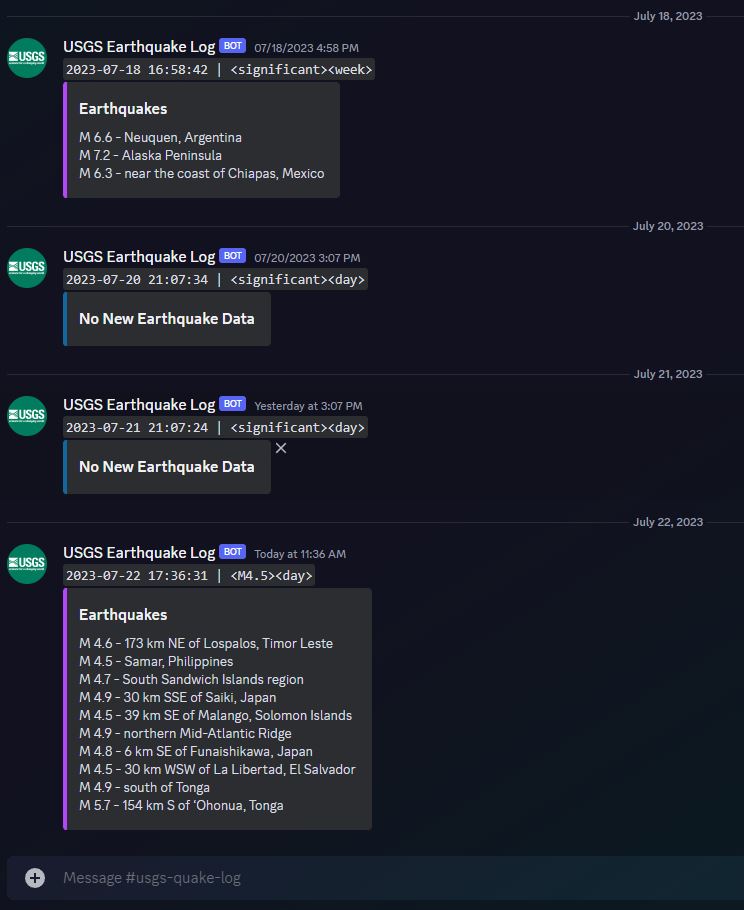 July 18, 2023
USGS
USGS Earthquake Log BOT 07/18/2023 4:58 PM
2023-07-18 16:58:42 | <significant><week>
Earthquakes
M 6.6 - Neuquen, Argentina
M 7.2 - Alaska Peninsula
M 6.3 - near the coast of Chiapas, Mexico
July 20, 2023
USGS
USGS Earthquake Log BOT 07/20/2023 3:07 PM
2023-07-20 21:07:34 | <significant><day>
No New Earthquake Data
July 21, 2023
USGS
USGS Earthquake Log BOT Yesterday at 3:07 PM
2023-07-21 21:07:24 | <significant><day>
No New Earthquake Data
July 22, 2023
USGS
USGS Earthquake Log BOT Today at 11:36 AM
2023-07-22 17:36:31 | <M4.5><day>
Earthquakes
M 4.6 - 173 km NE of Lospalos, Timor Leste
M 4.5 - Samar, Philippines
M 4.7 - South Sandwich Islands region
M 4.9 - 30 km SSE of Saiki, Japan
M 4.5 - 39 km SE of Malango, Solomon Islands
M 4.9 - northern Mid-Atlantic Ridge
M 4.8 - 6 km SE of Funaishikawa, Japan
M 4.5 - 30 km WSW of La Libertad, El Salvador
M 4.9 - south of Tonga
M 5.7 - 154 km S of ‘Ohonua, Tonga
Message #usgs-quake-log